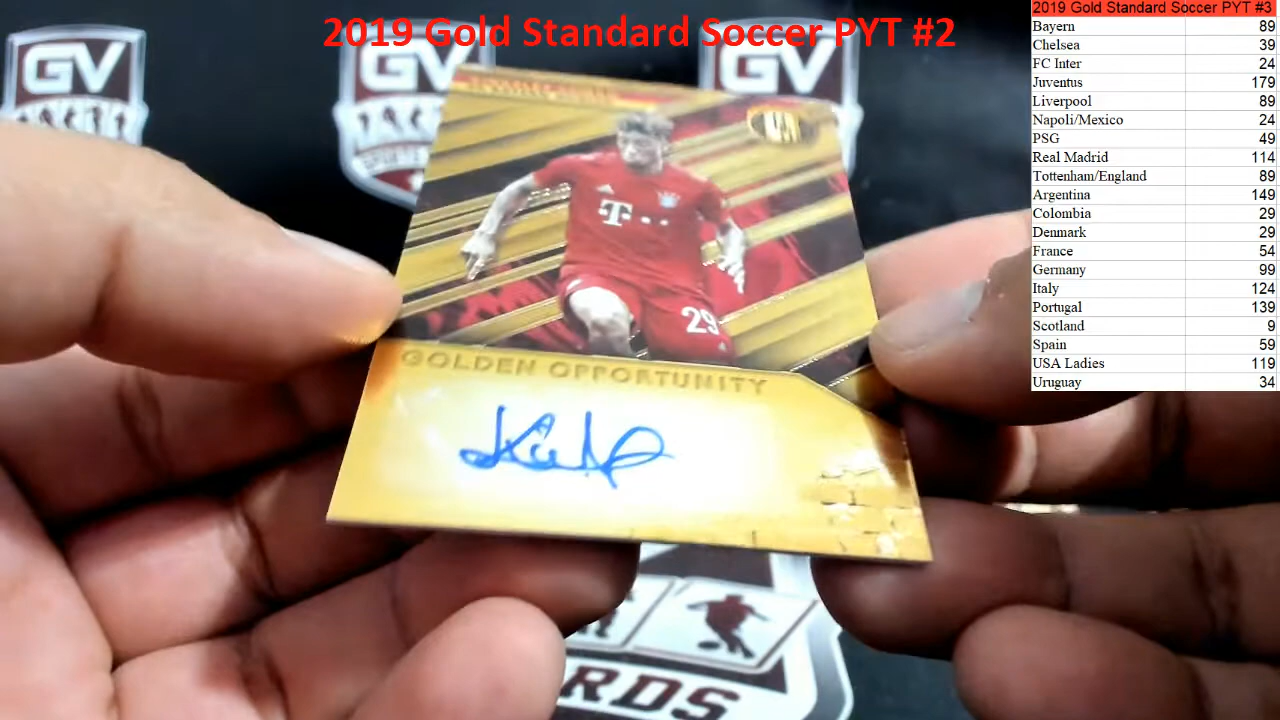 2019 Gold Standard Soccer PYT #2
2019 Gold Standard Soccer PYT #3
Bayern 89
Chelsea 39
FC Inter 24
Juventus 179
Liverpool 89
Napoli/Mexico 24
PSG 49
Real Madrid 114
Tottenham/England 89
Argentina 149
Colombia 29
Denmark 29
France 54
Germany 99
Italy 124
Portugal 139
Scotland 9
Spain 59
USA Ladies 119
Uruguay 34
GV
GV
GV
T
29
GOLDEN OPPORTUNITY
RDS